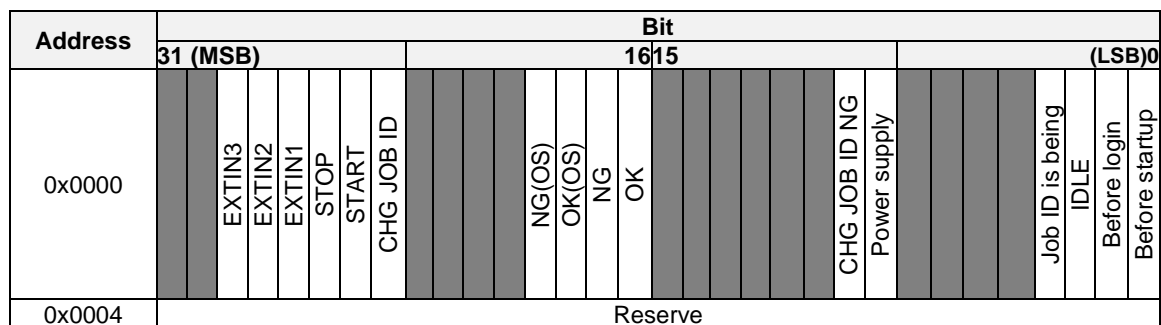 Address
Bit
31 (MSB)
16
15
(LSB)0
0x0000
EXTIN3
EXTIN2
EXTIN1
STOP
START
CHG JOB ID
NG(OS)
OK(OS)
NG
OK
CHG JOB ID NG
Power supply
Job ID is being
IDLE
Before login
Before startup
0x0004
Reserve